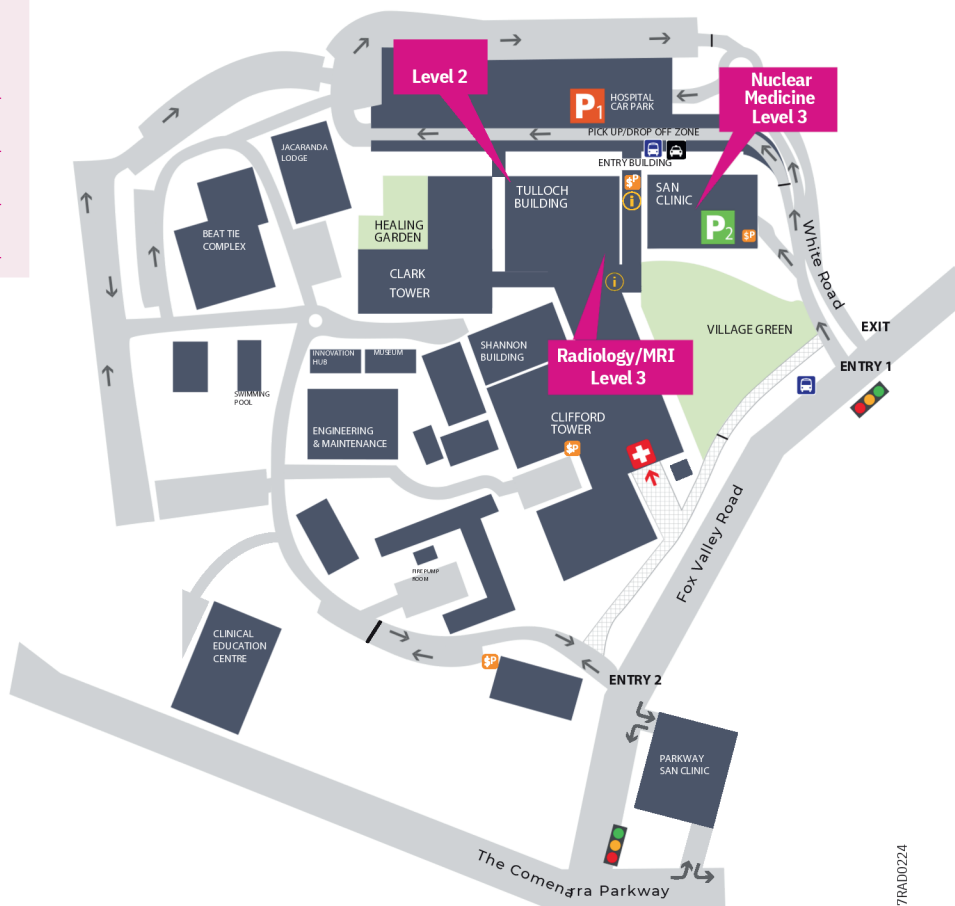 Level 2
Nuclear
Medicine
Level 3
P1
HOSPITAL
CAR PARK
PICK UP/DROP OFF ZONE
ENTRY BUILDING
JACARANDA
LODGE
TULLOCH
BUILDING
$P
i
SAN
CLINIC
P2
$P
HEALING
GARDEN
BEAT TIE
COMPLEX
CLARK
TOWER
i
White Road
VILLAGE GREEN
EXIT
ENTRY 1
SHANNON
BUILDING
INNOVATION
HUB
MUSEUM
Radiology/MRI
Level 3
SWIMMING
POOL
ENGINEERING
& MAINTENANCE
CLIFFORD
TOWER
$P
Fox Valley Road
FIRE PUMP
ROOM
CLINICAL
EDUCATION
CENTRE
$P
ENTRY 2
PARKWAY
SAN CLINIC
The Comenarra Parkway
7RAD0224